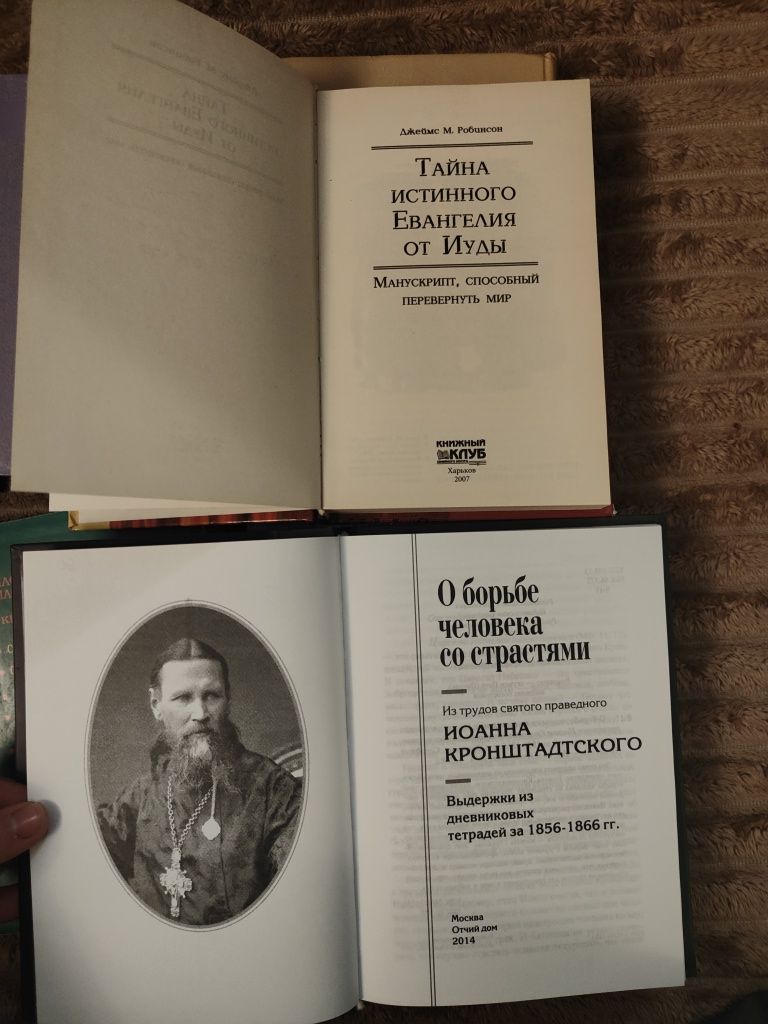 Джеймс М. Робинсон
Тайна
истинного
Евангелия
от Иуды
Манускрипт, способный
перевернуть мир
КНИЖНЫЙ
КЛУБ
Харьков
2007
О борьбе
человека
со страстями
Из трудов святого праведного
ИОАННА
КРОНШТАДТСКОГО
Выдержки из
дневниковых
тетрадей за 1856-1866 гг.
Москва
Отчий дом
2014